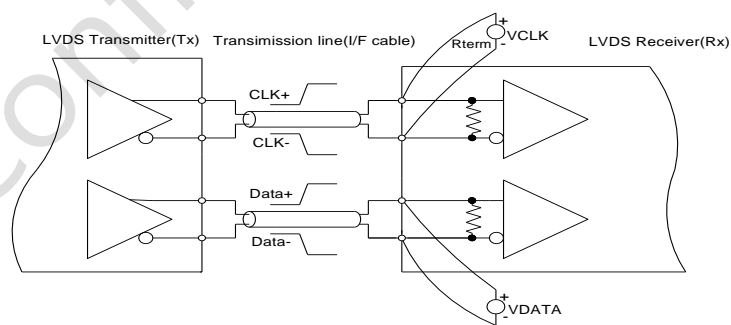 LVDS Transmitter(Tx)
Transimission line(I/F cable)
Rterm
+
VCLK
-
LVDS Receiver(Rx)
CLK+
CLK-
Data+
Data-
+
VDATA
-